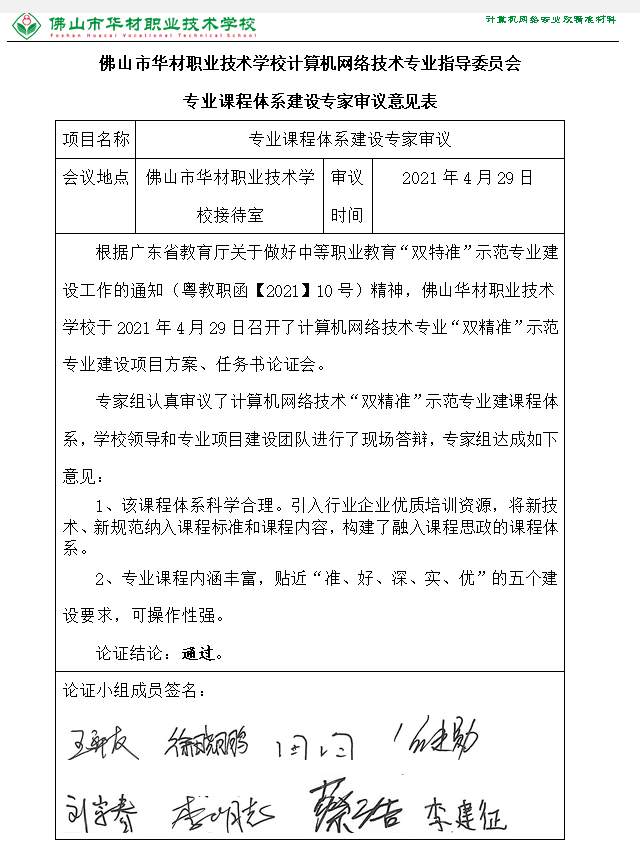 佛山市华材职业技术学校
Foshan Huacai Vocational Technical School
计算机网络专业双精准材料
佛山市华材职业技术学校计算机网络技术专业指导委员会
专业课程体系建设专家审议意见表
项目名称 专业课程体系建设专家审议
会议地点 佛山市华材职业技术学 审议 2021 年 4 月 29 日
校接待室 时间
根据广东省教育厅关于做好中等职业教育“双特准”示范专业建
设工作的通知（粤教职函【2021】10 号）精神，佛山华材职业技术
学校于 2021 年 4 月 29 日召开了计算机网络技术专业“双精准”示范
专业建设项目方案、任务书论证会。
专家组认真审议了计算机网络技术“双精准”示范专业建课程体
系，学校领导和专业项目建设团队进行了现场答辩，专家组达成如下
意见：
1、该课程体系科学合理。引入行业企业优质培训资源，将新技
术、新规范纳入课程标准和课程内容，构建了融入课程思政的课程体
系。
2、专业课程内涵丰富，贴近“准、好、深、实、优”的五个建
设要求，可操作性强。
论证结论：通过。
论证小组成员签名：
徐晓鹏
刘宗春 李明志 李建征